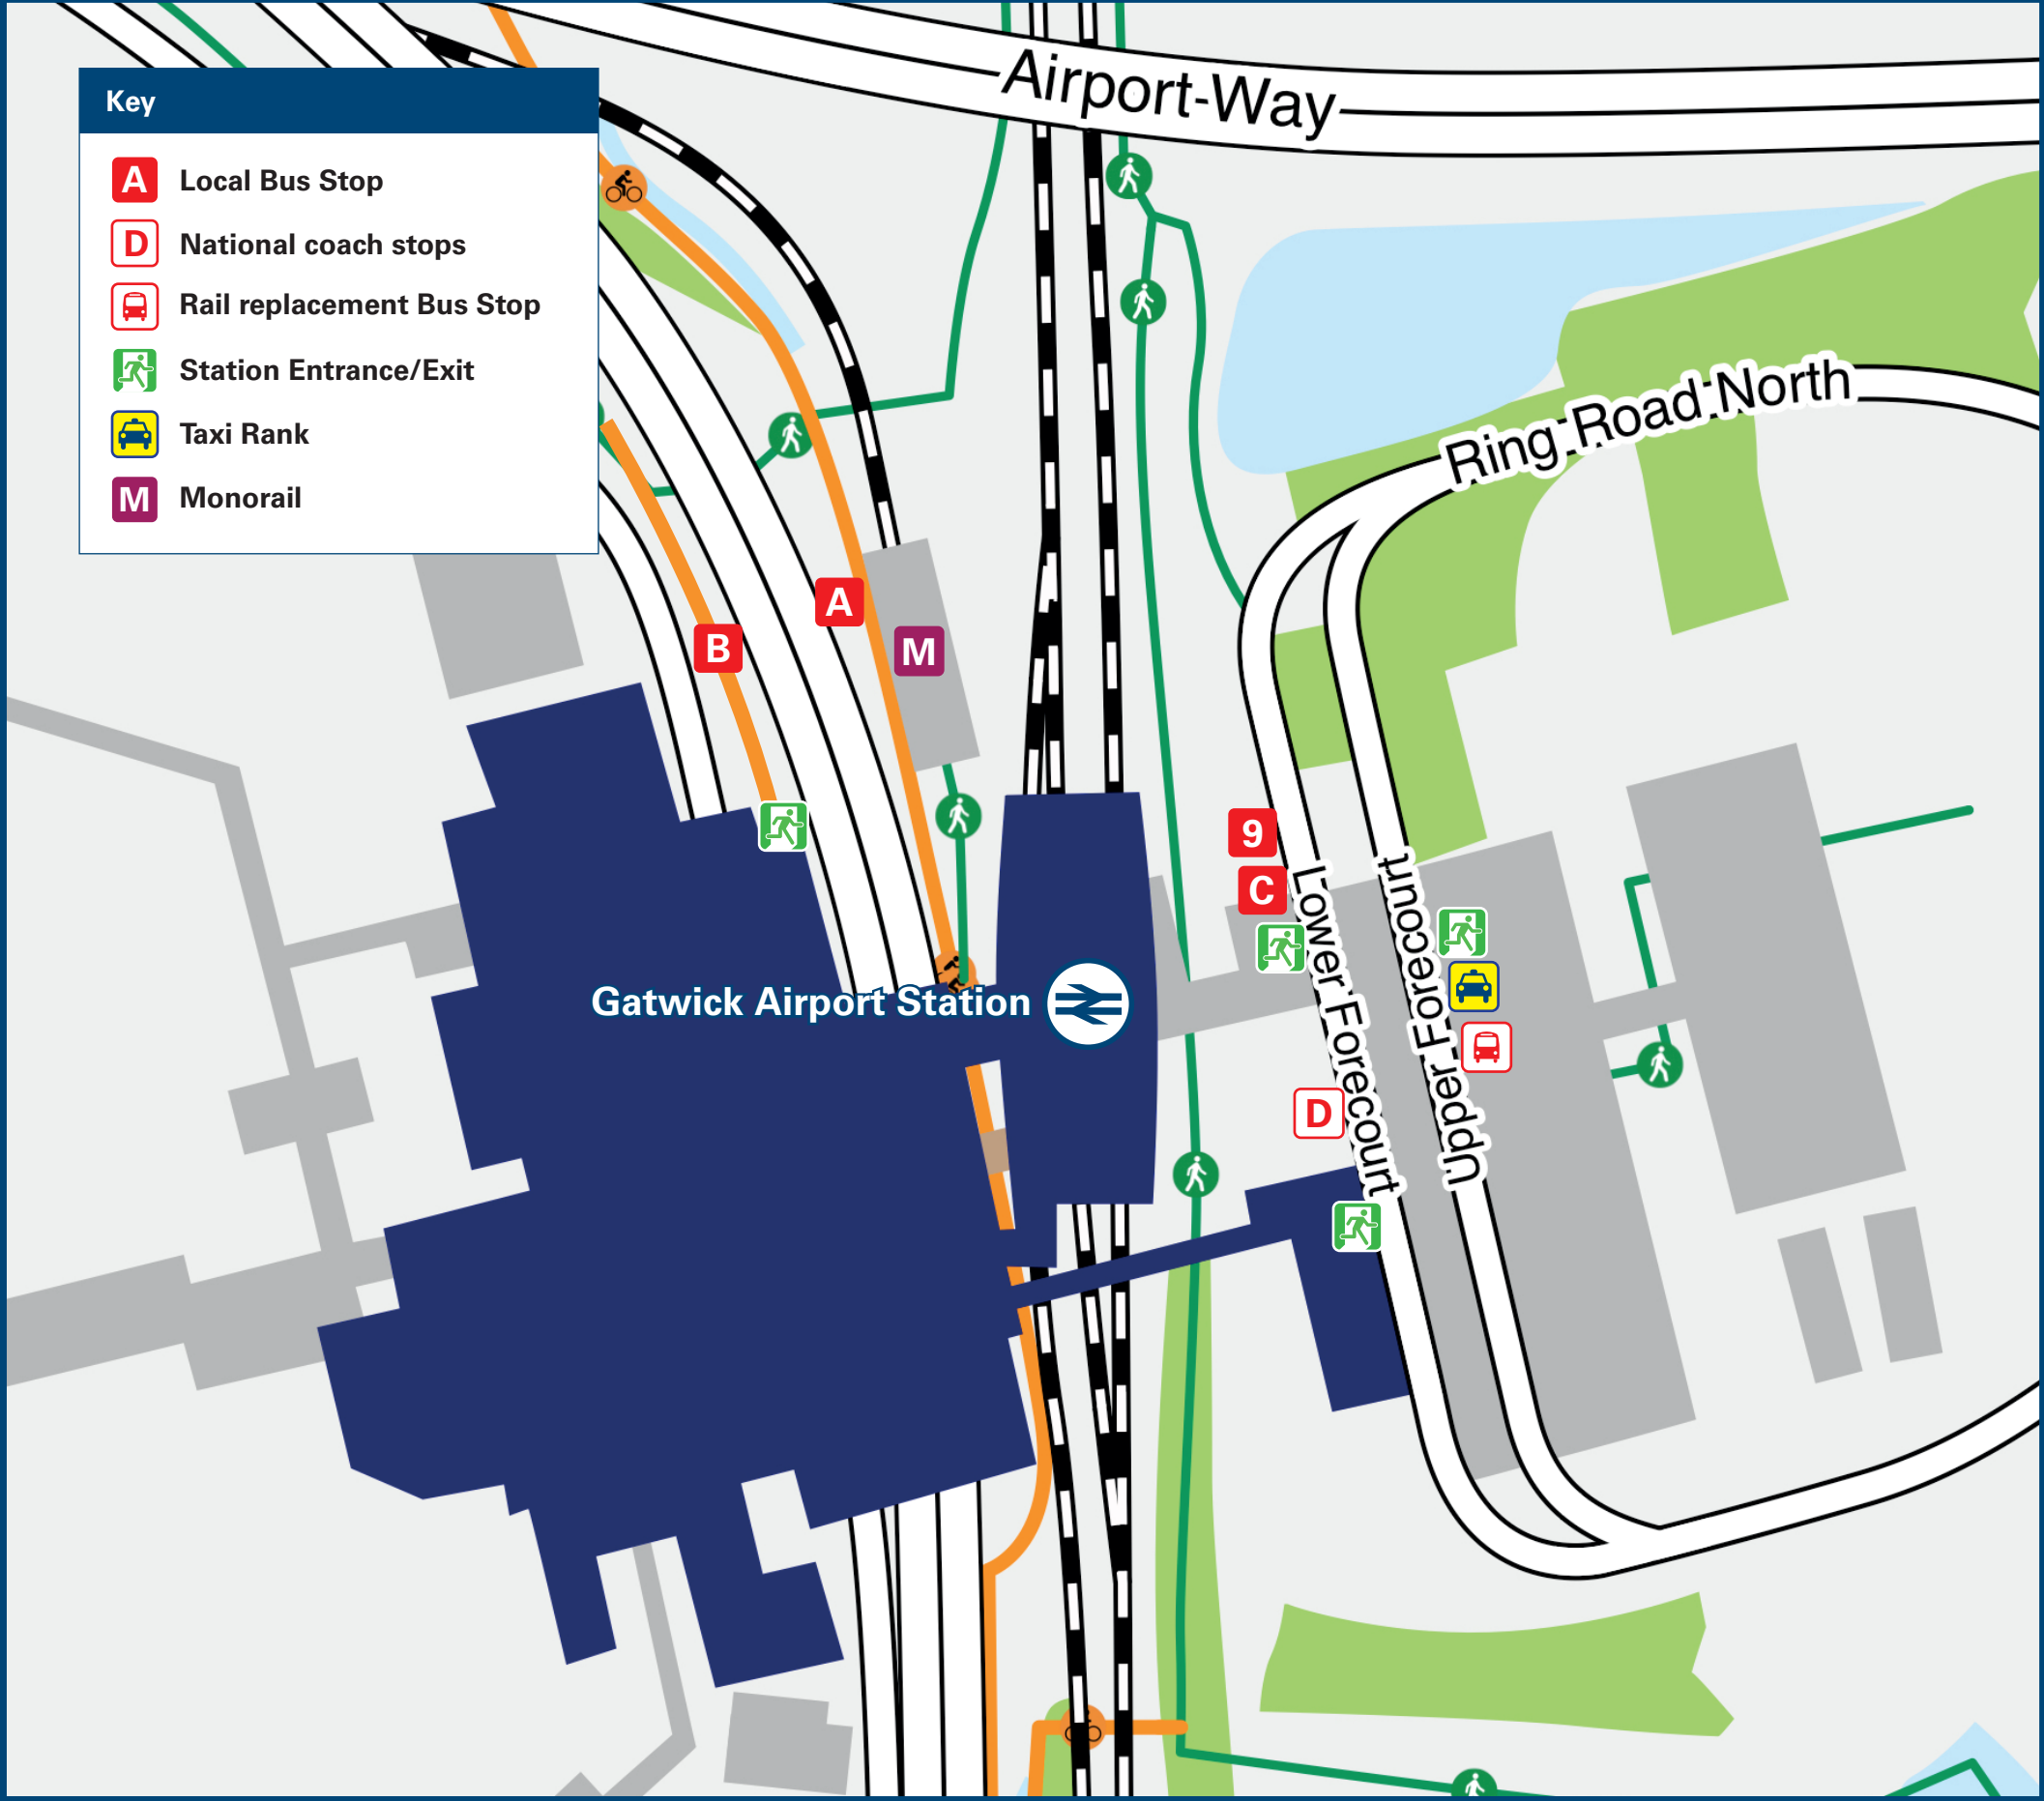 Airport Way
Key
A Local Bus Stop
D National coach stops
Rail replacement Bus Stop
Station Entrance/Exit
Taxi Rank
M Monorail
Ring Road North
A
B
M
9
C
Lower Forecourt
Upper Forecourt
Gatwick Airport Station
D